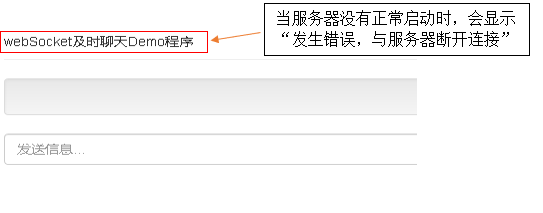 当服务器没有正常启动时，会显示
“发生错误，与服务器断开连接”
webSocket及时聊天Demo程序
发送信息...